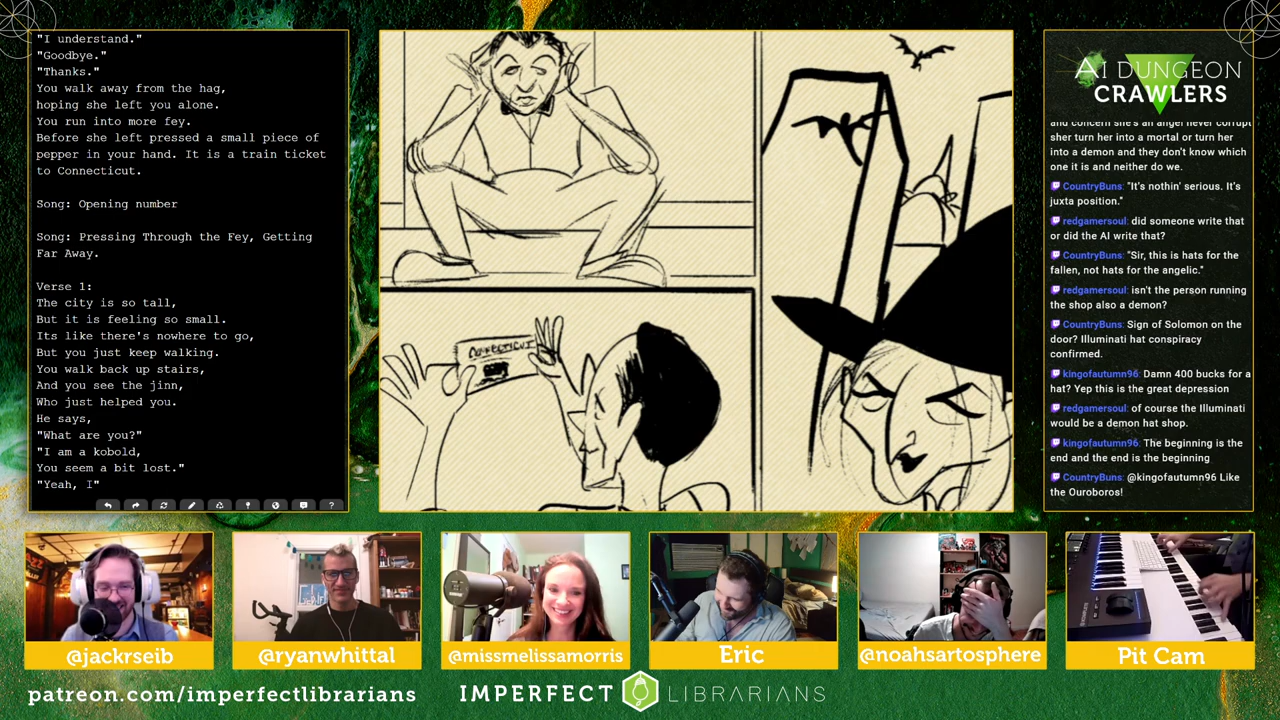 "I understand."
"Goodbye."
"Thanks."
You walk away from the hag,
hoping she left you alone.
You run into more fey.
Before she left pressed a small piece of
pepper in your hand. It is a train ticket
to Connecticut.
Song: Opening number
Song: Pressing Through the Fey, Getting
Far Away.
Verse 1:
The city is so tall,
But it is feeling so small.
Its like there's nowhere to go,
But you just keep walking.
You walk back up stairs,
And you see the jinn,
Who just helped you.
He says,
"What are you?"
"I am a kobold,
You seem a bit lost."
"Yeah, I"
?
CONNECTICUT
AI DUNGEON
CRAWLERS
and concern she's an angel never corrupt
sher turn her into a mortal or turn her
into a demon and they don't know which
one it is and neither do we.
CountryBuns: "It's nothin' serious. It's
juxta position."
redgamersoul: did someone write that
or did the AI write that?
CountryBuns: "Sir, this is hats for the
fallen, not hats for the angelic."
redgamersoul: isn't the person running
the shop also a demon?
CountryBuns: Sign of Solomon on the
door? Illuminati hat conspiracy
confirmed.
kingofautumn96: Damn 400 bucks for a
hat? Yep this is the great depression
redgamersoul: of course the Illuminati
would be a demon hat shop.
kingofautumn96: The beginning is the
end and the end is the beginning
CountryBuns: @kingofautumn96 Like
the Ouroboros!
@jackrseib
@ryanwhittal
@missmelissamorris
Eric
@noahsartosphere
Pit Cam
patreon.com/imperfectlibrarians
IMPERFECT LIBRARIANS